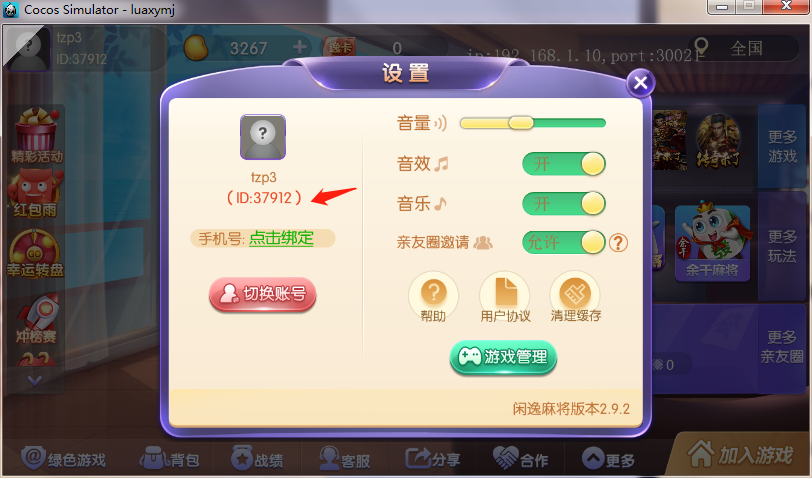 Cocos Simulator - luaxymj
tzp3
ID:37912
3267
逸卡
0
ip:192.168.1.10,port:30021
全国
设置
音量
音效
开
音乐
开
亲友圈邀请
允许
?
tzp3
(ID:37912)
手机号: 点击绑定
切换账号
帮助
用户协议
清理缓存
游戏管理
闲逸麻将版本2.9.2
精彩活动
红包雨
幸运转盘
冲榜赛
更多
游戏
余干麻将
更多
玩法
0
更多
亲友圈
绿色游戏
背包
战绩
客服
分享
合作
更多
加入游戏